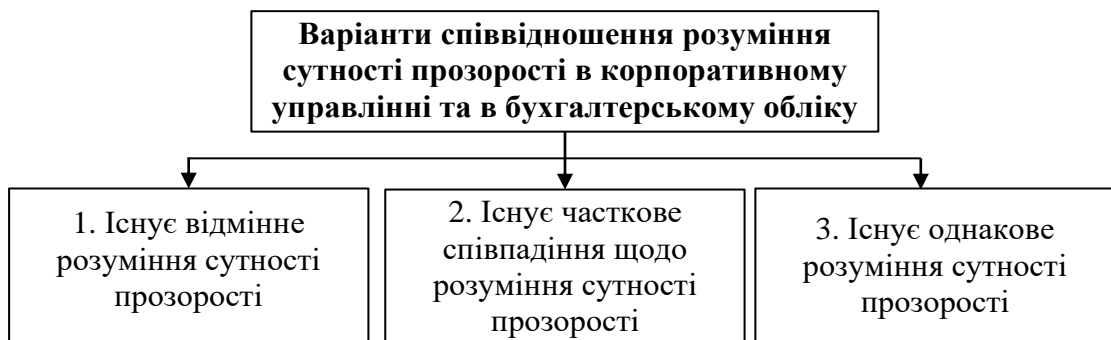 Варіанти співвідношення розуміння
сутності прозорості в корпоративному
управлінні та в бухгалтерському обліку
1. Існує відмінне
розуміння сутності
прозорості
2. Існує часткове
співпадіння щодо
розуміння сутності
прозорості
3. Існує однакове
розуміння сутності
прозорості